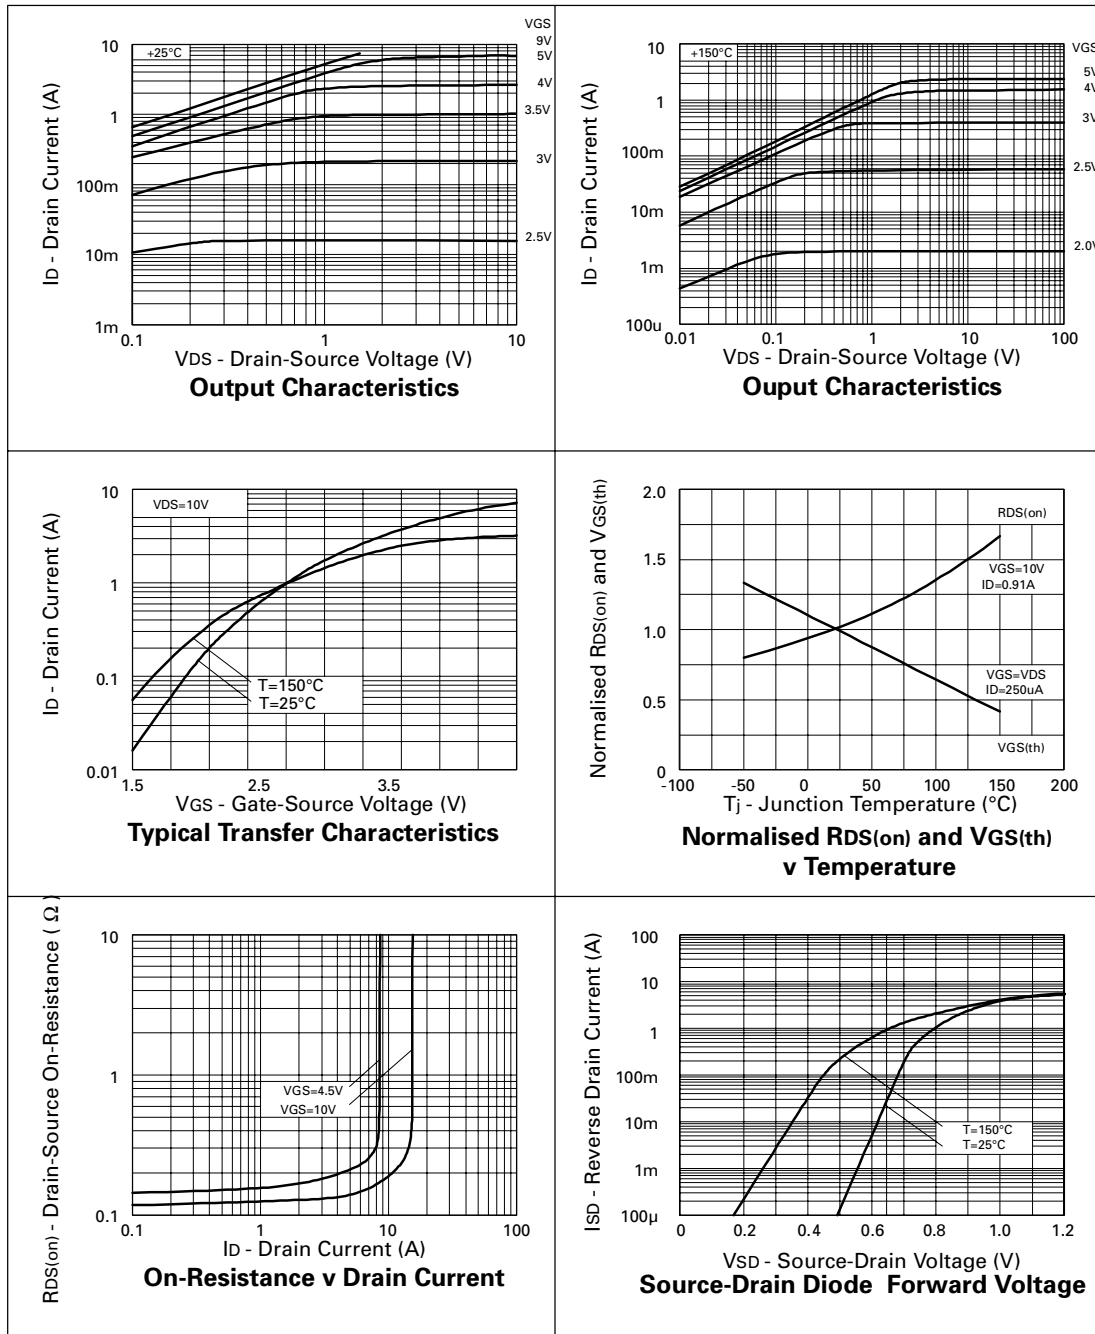 +25°C
VGS
9V
5V
4V
3.5V
3V
2.5V
10
1
100m
10m
1m
0.1
1
10
ID - Drain Current (A)
VDS - Drain-Source Voltage (V)
Output Characteristics
+150°C
VGS
5V
4V
3V
2.5V
2.0V
10
1
100m
10m
1m
100u
0.01
0.1
1
10
100
ID - Drain Current (A)
VDS - Drain-Source Voltage (V)
Ouput Characteristics
VDS=10V
10
1
0.1
0.01
T=150°C
T=25°C
1.5
2.5
3.5
ID - Drain Current (A)
VGS - Gate-Source Voltage (V)
Typical Transfer Characteristics
2.0
1.5
1.0
0.5
0
RDS(on)
VGS=10V
ID=0.91A
VGS=VDS
ID=250uA
VGS(th)
-100
-50
0
50
100
150
200
Normalised RDS(on) and VGS(th)
Tj - Junction Temperature (°C)
Normalised RDS(on) and VGS(th)
v Temperature
10
1
0.1
VGS=4.5V
VGS=10V
0.1
1
10
100
RDS(on) - Drain-Source On-Resistance ( Ω )
ID - Drain Current (A)
On-Resistance v Drain Current
100
10
1
100m
10m
1m
100µ
T=150°C
T=25°C
0
0.2
0.4
0.6
0.8
1.0
1.2
ISD - Reverse Drain Current (A)
VSD - Source-Drain Voltage (V)
Source-Drain Diode Forward Voltage